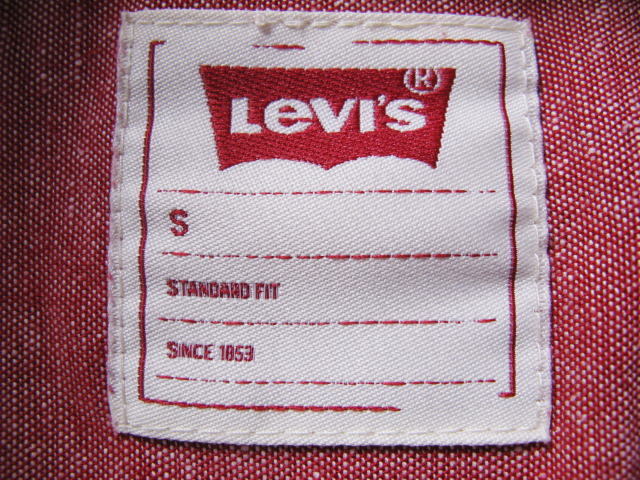 Levi's®
S
STANDARD FIT
SINCE 1853